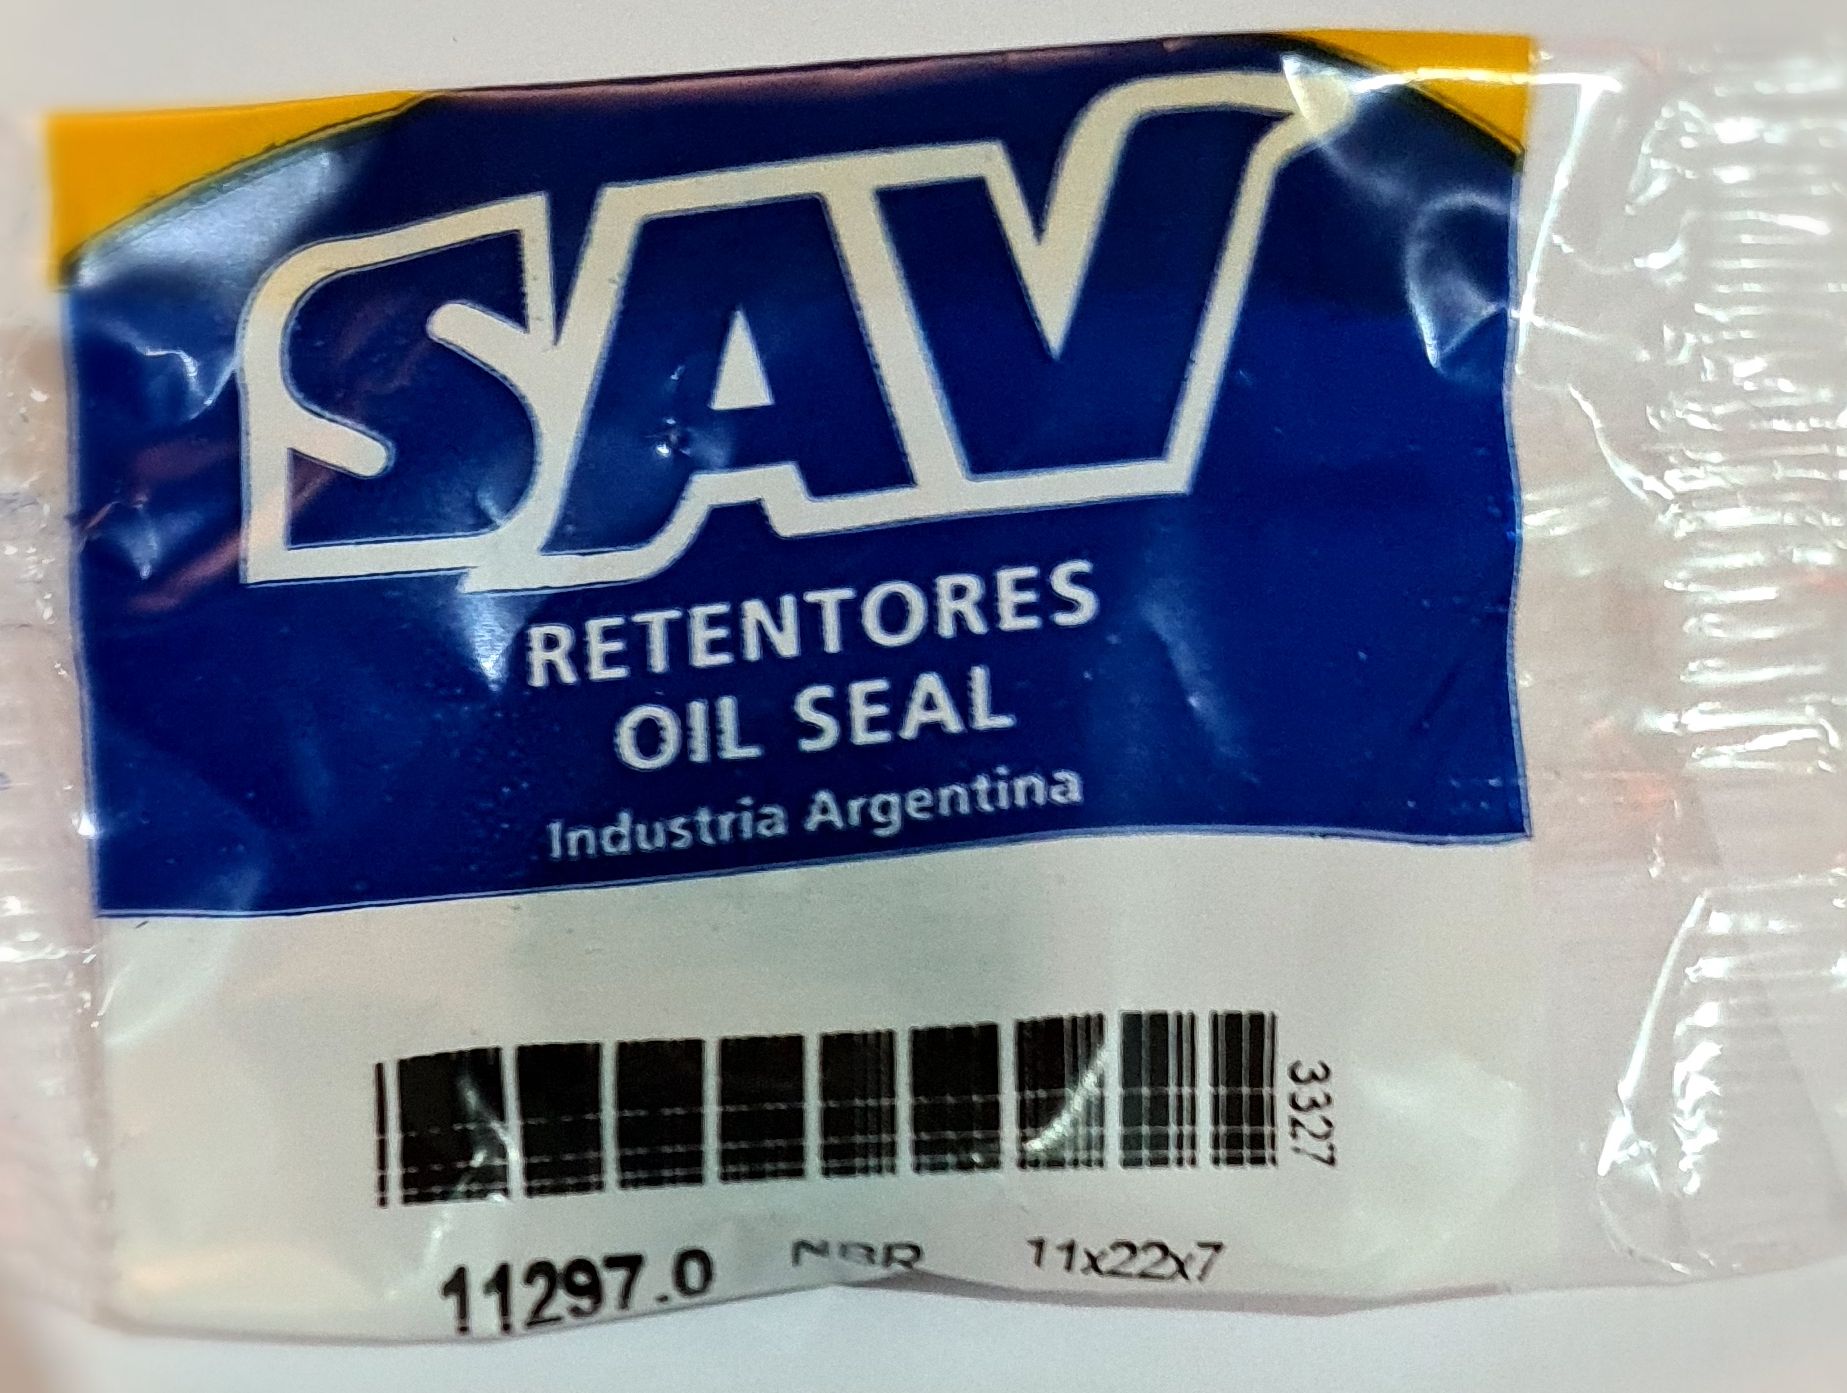 SAV
RETENTORES
OIL SEAL
Industria Argentina
3327
11297.0 NBR 11x22x7